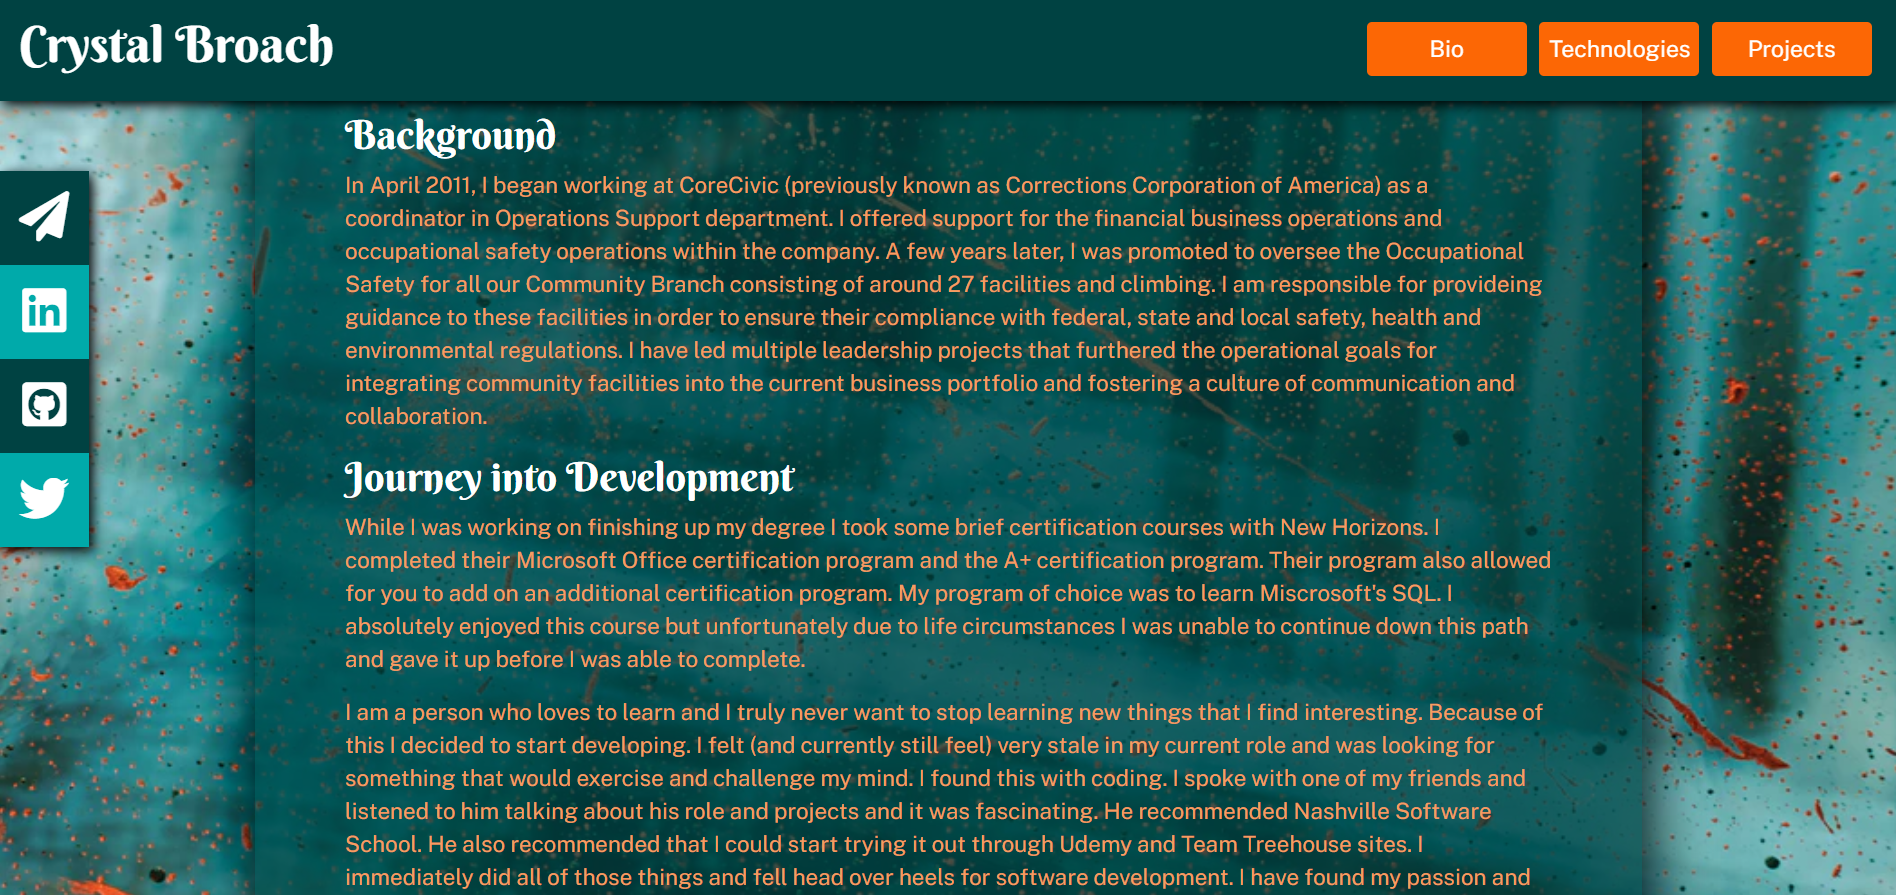 Crystal Broach
Bio
Technologies
Projects
Background
In April 2011, I began working at CoreCivic (previously known as Corrections Corporation of America) as a
coordinator in Operations Support department. I offered support for the financial business operations and
occupational safety operations within the company. A few years later, I was promoted to oversee the Occupational
Safety for all our Community Branch consisting of around 27 facilities and climbing. I am responsible for provideing
guidance to these facilities in order to ensure their compliance with federal, state and local safety, health and
environmental regulations. I have led multiple leadership projects that furthered the operational goals for
integrating community facilities into the current business portfolio and fostering a culture of communication and
collaboration.
in
Journey into Development
While I was working on finishing up my degree I took some brief certification courses with New Horizons. I
completed their Microsoft Office certification program and the A+ certification program. Their program also allowed
for you to add on an additional certification program. My program of choice was to learn Miscrosoft's SQL. I
absolutely enjoyed this course but unfortunately due to life circumstances I was unable to continue down this path
and gave it up before I was able to complete.
I am a person who loves to learn and I truly never want to stop learning new things that I find interesting. Because of
this I decided to start developing. I felt (and currently still feel) very stale in my current role and was looking for
something that would exercise and challenge my mind. I found this with coding. I spoke with one of my friends and
listened to him talking about his role and projects and it was fascinating. He recommended Nashville Software
School. He also recommended that I could start trying it out through Udemy and Team Treehouse sites. I
immediately did all of those things and fell head over heels for software development. I have found my passion and